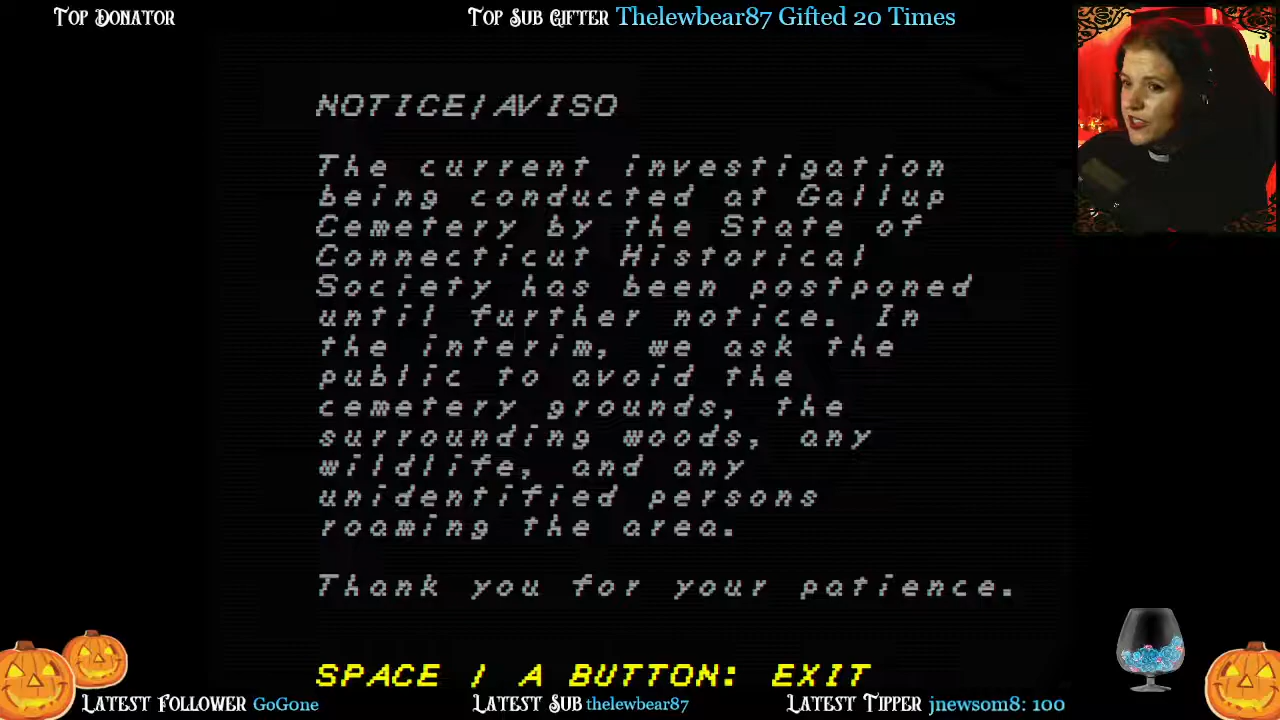 TOP DONATOR
TOP SUB GIFTER Thelewbear87 Gifted 20 Times
NOTICE/AVISO
The current investigation
being conducted at Gallup
Cemetery by the State of
Connecticut Historical
Society has been postponed
until further notice. In
the interim, we ask the
public to avoid the
cemetery grounds, the
surrounding woods, any
wildlife, and any
unidentified persons
roaming the area.
Thank you for your patience.
SPACE / A BUTTON: EXIT
LATEST FOLLOWER GoGone
LATEST SUB thelewbear87
LATEST TIPPER jnewsom8: 100